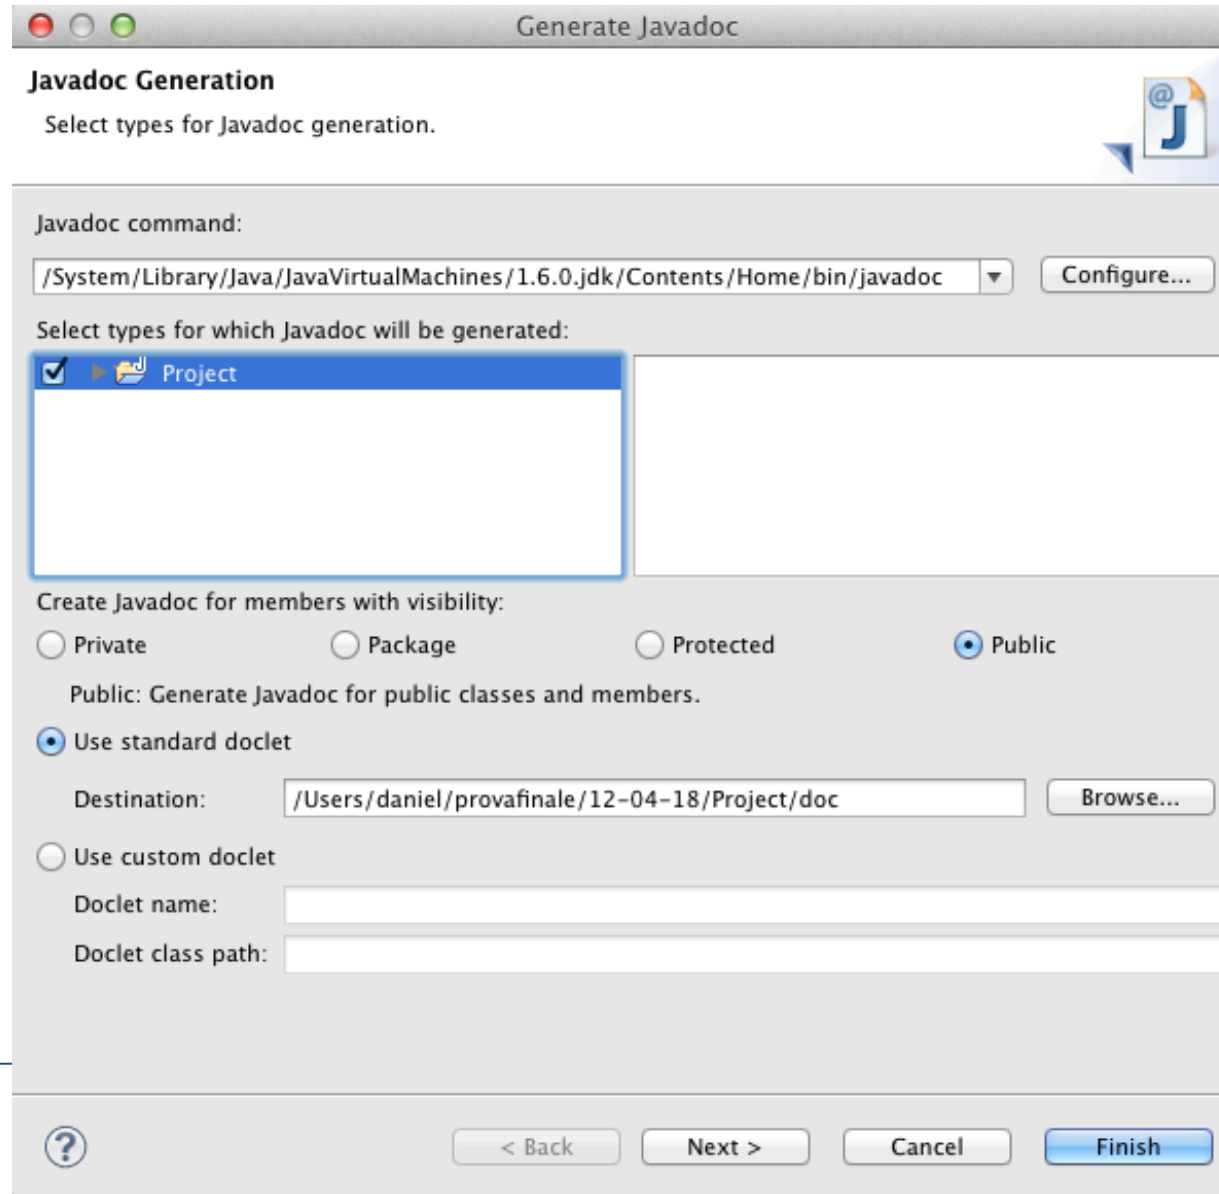 Generate Javadoc
Javadoc Generation
Select types for Javadoc generation.
@
J
Javadoc command:
/System/Library/Java/JavaVirtualMachines/1.6.0.jdk/Contents/Home/bin/javadoc
Configure...
Select types for which Javadoc will be generated:
Project
Create Javadoc for members with visibility:
Private Package Protected Public
Public: Generate Javadoc for public classes and members.
Use standard doclet
Destination: /Users/daniel/provafinale/12-04-18/Project/doc Browse...
Use custom doclet
Doclet name:
Doclet class path:
? < Back Next > Cancel Finish